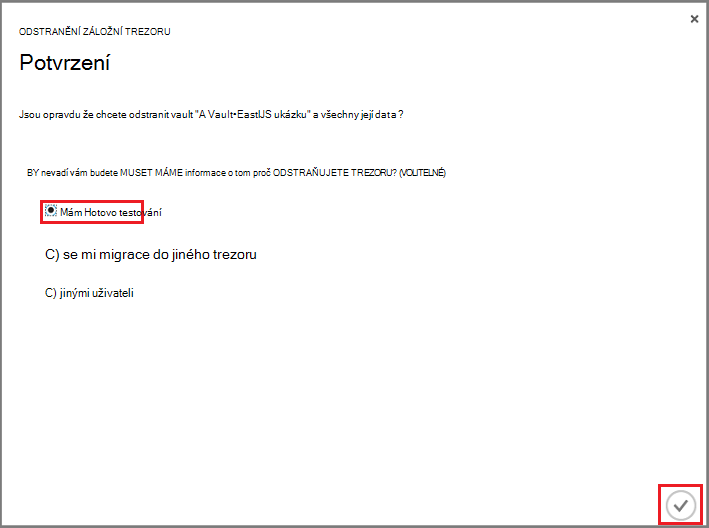 ODSTRANĚNÍ ZÁLOŽNÍ TREZORU
Potvrzení
Jsou opravdu že chcete odstranit vault "A Vault•EastIJS ukázku" a všechny její data ?
BY nevadí vám budete MUSET MÁME informace o tom proč ODSTRAŇUJETE TREZORU? (VOLITELNÉ)
Mám Hotovo testování
C) se mi migrace do jiného trezoru
C) jinými uživateli